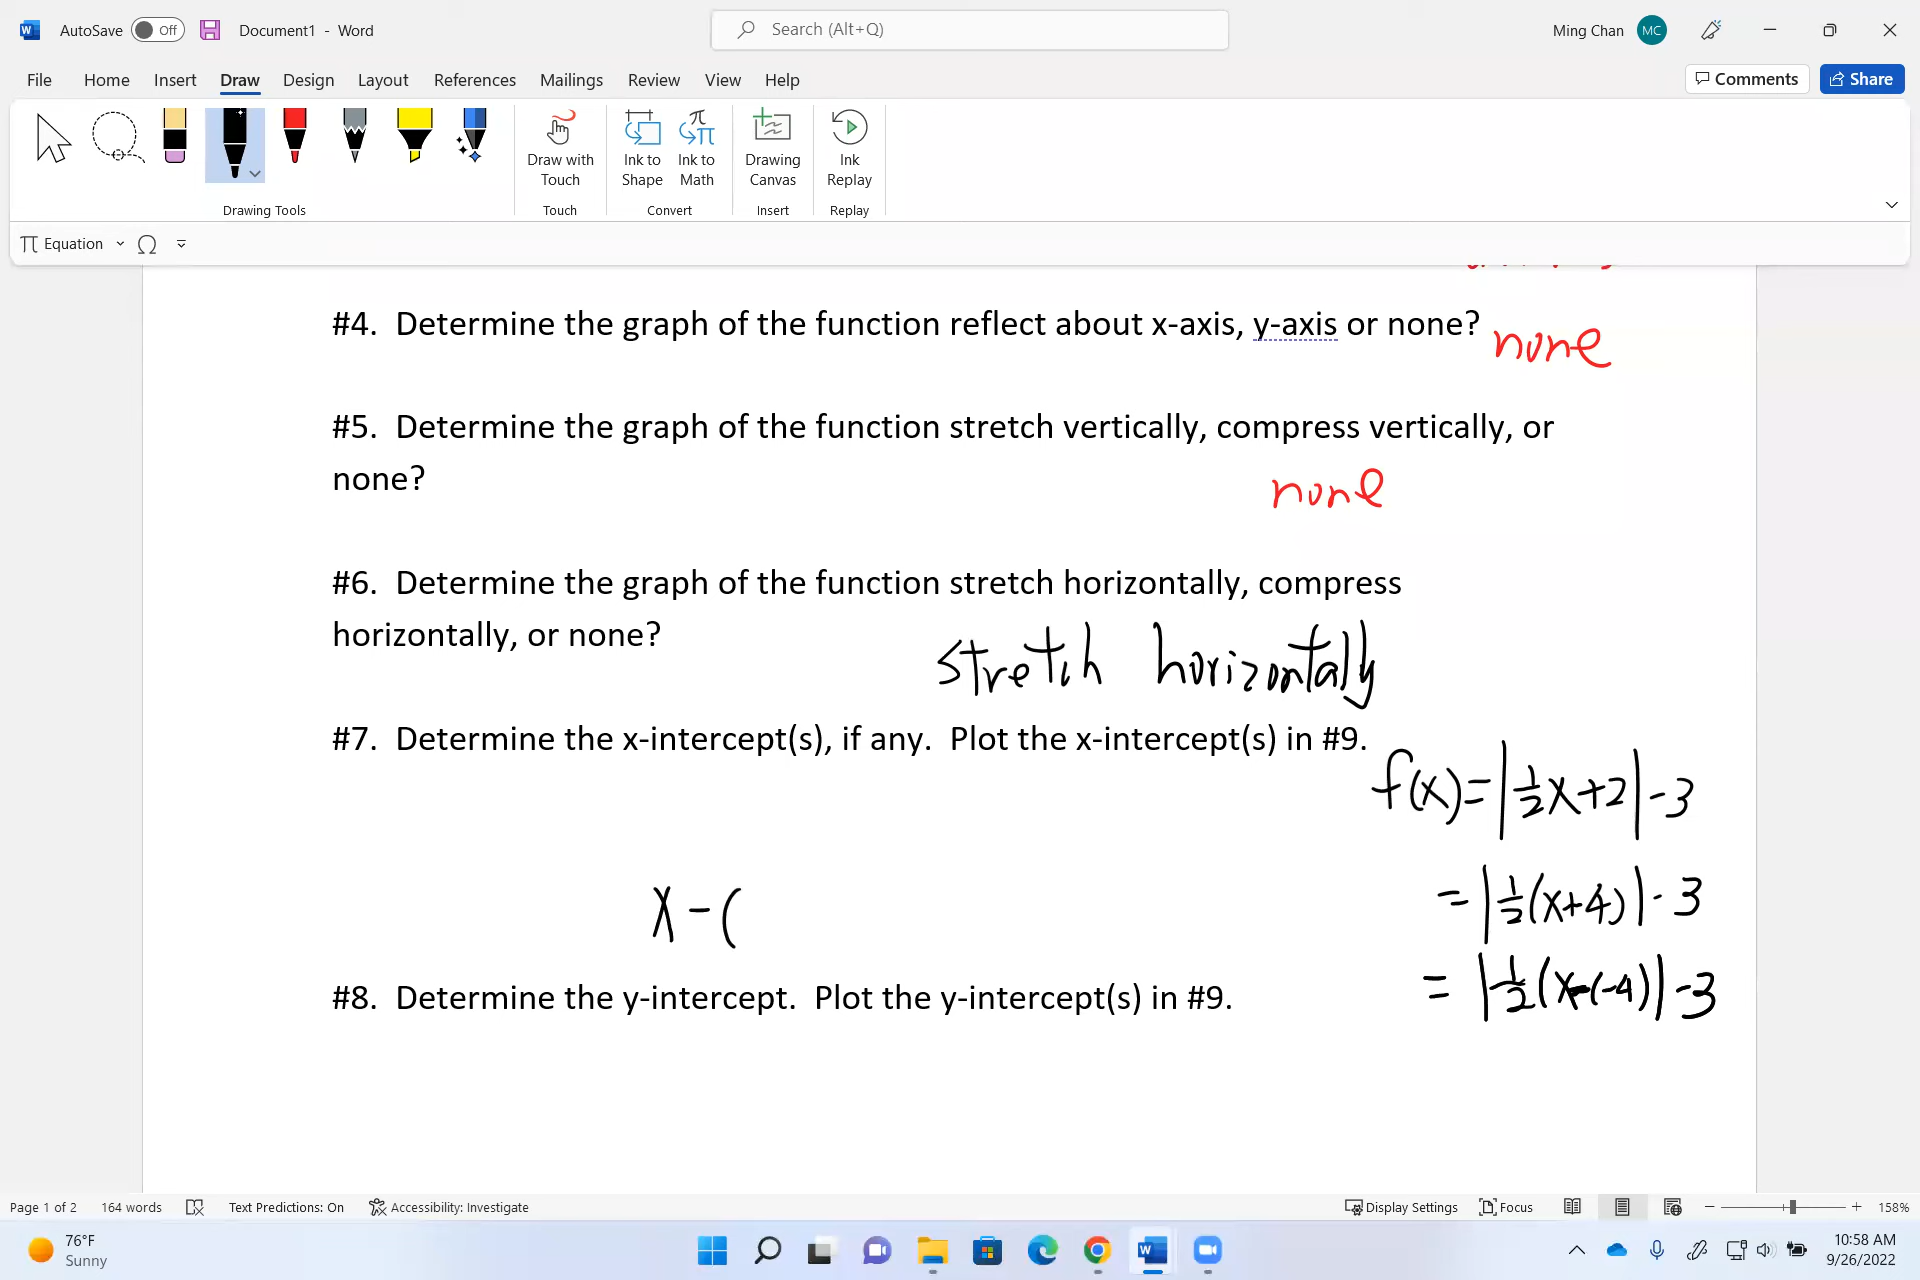 AutoSave Off Document1 - Word Search (Alt+Q) Ming Chan MC
File Home Insert Draw Design Layout References Mailings Review View Help Comments Share
Draw with Touch
Ink to Shape
Ink to Math
Drawing Canvas
Ink Replay
Drawing Tools Touch Convert Insert Replay
π Equation Ω
#4. Determine the graph of the function reflect about x-axis, y-axis or none? none
#5. Determine the graph of the function stretch vertically, compress vertically, or
none?
none
#6. Determine the graph of the function stretch horizontally, compress
horizontally, or none?
stretch horizontally
#7. Determine the x-intercept(s), if any. Plot the x-intercept(s) in #9.
f(x)=|½x+2|-3
=|½(x+4)|-3
x-(
=|½(x-(-4))|-3
#8. Determine the y-intercept. Plot the y-intercept(s) in #9.
Page 1 of 2 164 words Text Predictions: On Accessibility: Investigate Display Settings Focus 158%
76°F
Sunny
10:58 AM
9/26/2022